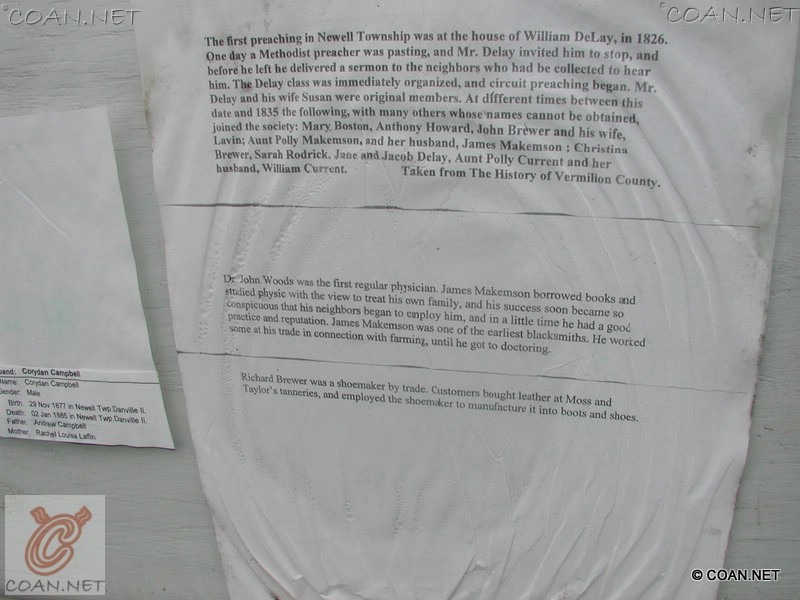 © COAN.NET
© COAN.NET
The first preaching in Newell Township was at the house of William DeLay, in 1826.
One day a Methodist preacher was pasting, and Mr. Delay invited him to stop, and
before he left he delivered a sermon to the neighbors who had be collected to hear
him. The Delay class was immediately organized, and circuit preaching began. Mr.
Delay and his wife Susan were original members. At different times between this
date and 1835 the following, with many others whose names cannot be obtained,
joined the society: Mary Boston, Anthony Howard, John Brewer and his wife,
Lavin; Aunt Polly Makemson, and her husband, James Makemson ; Christina
Brewer, Sarah Rodrick, Jane and Jacob Delay, Aunt Polly Current and her
husband, William Current. Taken from The History of Vermilion County.
Dr John Woods was the first regular physician. James Makemson borrowed books and
studied physic with the view to treat his own family, and his success soon became so
conspicuous that his neighbors began to employ him, and in a little time he had a good
practice and reputation. James Makemson was one of the earliest blacksmiths. He worked
some at his trade in connection with farming, until he got to doctoring.
Richard Brewer was a shoemaker by trade. Customers bought leather at Moss and
Taylor's tanneries, and employed the shoemaker to manufacture it into boots and shoes.
band: Corydan Campbell
Name: Corydan Campbell
Gender: Male
Birth: 29 Nov 1877 in Newell Twp.Danville Il.
Death: 02 Jan 1885 in Newell Twp.Danville Il.
Father: Andrew Campbell
Mother: Rachel Louisa Laflin
COAN.NET
© COAN.NET